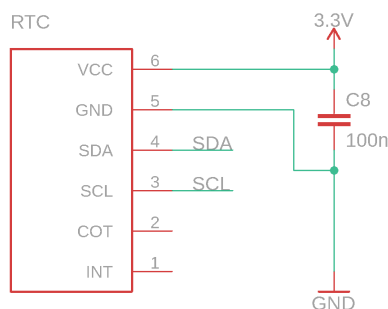 RTC
3.3V
VCC 6
GND 5
C8
SDA 4 SDA
100n
SCL 3 SCL
COT 2
INT 1
GND